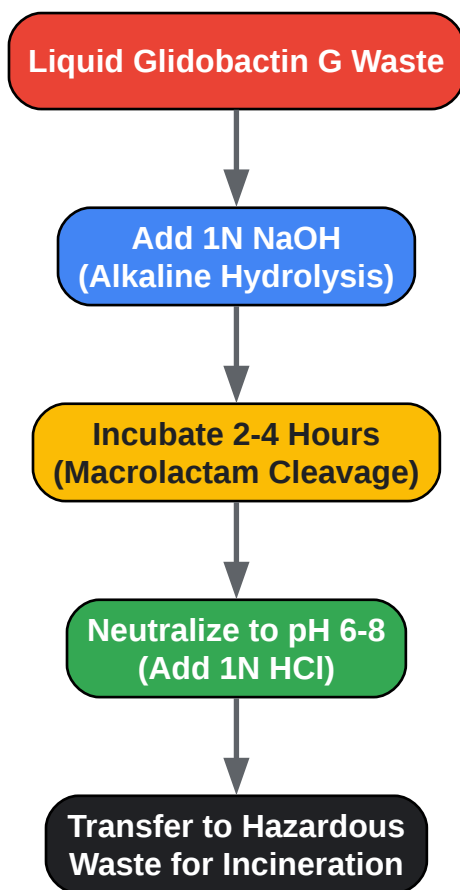 Liquid Glidobactin G Waste
Add 1N NaOH
(Alkaline Hydrolysis)
Incubate 2-4 Hours
(Macrolactam Cleavage)
Neutralize to pH 6-8
(Add 1N HCl)
Transfer to Hazardous
Waste for Incineration